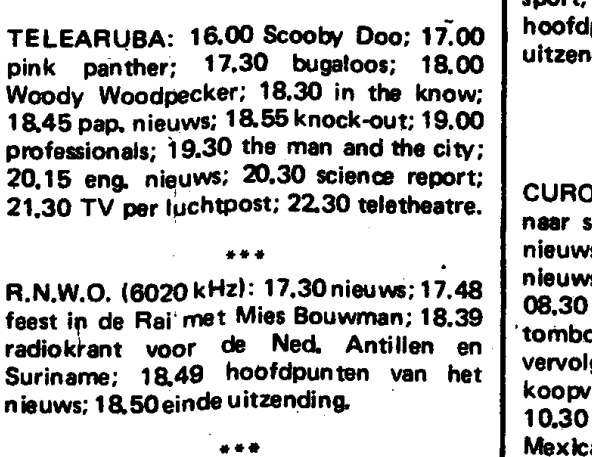 TELEARUBA: 16.00 Scooby Doo; 17.00
pink panther; 17.30 bugaloos; 18.00
Woody Woodpecker; 18.30 in the know;
18.45 pap. nieuws; 18.55 knock-out; 19.00
professionals; 19.30 the man and the city;
20.15 eng. nieuws; 20.30 science report;
21.30 TV per luchtpost; 22.30 teletheatre.
***
R.N.W.O. (6020 kHz): 17.30 nieuws; 17.48
feest in de Rai met Mies Bouwman; 18.39
radiokrant voor de Ned. Antillen en
Suriname; 18.49 hoofdpunten van het
nieuws; 18.50 einde uitzending.
***
sport;
hoofdp
uitzen
CURO
naar s
nieuws
nieuws
08.30
tombo
vervolg
koopv
10.30
Mexica